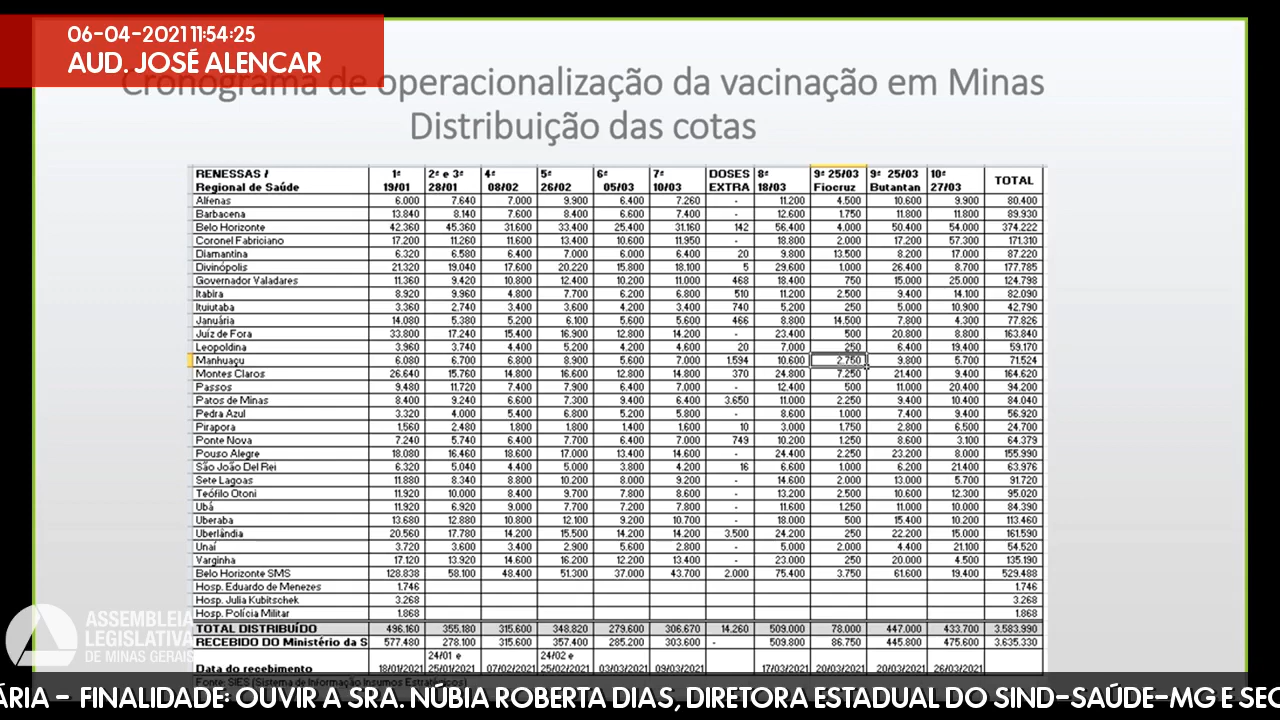 06-04-2021 11:54:25
AUD. JOSÉ ALENCAR
Cronograma de operacionalização da vacinação em Minas
Distribuição das cotas
RENESSAS / Regional de Saúde 1ª 19/01 2ª e 3ª 28/01 4ª 08/02 5ª 26/02 6ª 05/03 7ª 10/03 DOSES EXTRA 8ª 18/03 9ª 25/03 Fiocruz 9ª 25/03 Butantan 10ª 27/03 TOTAL
Alfenas 6.000 7.640 7.000 9.900 6.400 7.260 - 11.200 4.500 10.600 9.900 80.400
Barbacena 13.840 8.140 7.600 8.400 6.600 7.400 - 12.600 1.750 11.800 11.800 89.930
Belo Horizonte 42.360 45.360 31.600 33.400 25.400 31.160 142 56.400 4.000 50.400 54.000 374.222
Coronel Fabriciano 17.200 11.260 11.600 13.400 10.600 11.950 - 18.800 2.000 17.200 57.300 171.310
Diamantina 6.320 6.580 6.400 7.000 6.000 6.400 20 9.800 13.500 8.200 17.000 87.220
Divinópolis 21.320 19.040 17.600 20.220 15.800 18.100 5 29.600 1.000 26.400 8.700 177.785
Governador Valadares 11.360 9.420 10.800 12.400 10.200 11.000 468 18.400 750 15.000 25.000 124.798
Itabira 8.920 9.960 4.800 7.700 6.200 6.800 510 11.200 2.500 9.400 14.100 82.090
Ituiutaba 3.360 2.740 3.400 3.600 4.200 3.400 740 5.200 250 5.000 10.900 42.790
Januária 14.080 5.380 5.200 6.100 5.600 5.600 466 8.800 14.500 7.800 4.300 77.826
Juíz de Fora 33.800 17.240 15.400 16.900 12.800 14.200 - 23.400 500 20.800 8.800 163.840
Leopoldina 3.960 3.740 4.400 5.200 4.200 4.600 20 7.000 250 6.400 19.400 59.170
Manhuaçu 6.080 6.700 6.800 8.900 5.600 7.000 1.594 10.600 2.750 9.800 5.700 71.524
Montes Claros 26.640 15.760 14.800 16.600 12.800 14.800 370 24.800 7.250 21.400 9.400 164.620
Passos 9.480 11.720 7.400 7.900 6.400 7.000 - 12.400 500 11.000 20.400 94.200
Patos de Minas 8.400 9.240 6.600 7.300 9.400 6.400 3.650 11.000 2.250 9.400 10.400 84.040
Pedra Azul 3.320 4.000 5.400 6.800 5.200 5.800 - 8.600 1.000 7.400 9.400 56.920
Pirapora 1.560 2.480 1.800 1.800 1.400 1.600 10 3.000 1.750 2.800 6.500 24.700
Ponte Nova 7.240 5.740 6.400 7.700 6.400 7.000 749 10.200 1.250 8.600 3.100 64.379
Pouso Alegre 18.080 16.460 18.600 17.000 13.400 14.600 - 24.400 2.250 23.200 8.000 155.990
São João Del Rei 6.320 5.040 4.400 5.000 3.800 4.200 16 6.600 1.000 6.200 21.400 63.976
Sete Lagoas 11.880 8.340 8.800 10.200 8.000 9.200 - 14.600 2.000 13.000 5.700 91.720
Teófilo Otoni 11.920 10.000 8.400 9.700 7.800 8.600 - 13.200 2.500 10.600 12.300 95.020
Ubá 11.920 6.920 9.000 7.700 7.200 7.800 - 11.600 1.250 11.000 10.000 84.390
Uberaba 13.680 12.880 10.800 12.100 9.200 10.700 - 18.000 500 15.400 10.200 113.460
Uberlândia 20.560 17.780 14.200 15.500 14.200 14.200 3.500 24.200 250 22.200 15.000 161.590
Unaí 3.720 3.600 3.400 2.900 5.600 2.800 - 5.000 2.000 4.400 21.100 54.520
Varginha 17.120 13.920 14.600 16.200 12.200 13.400 - 23.000 250 20.000 4.500 135.190
Belo Horizonte SMS 128.838 58.100 48.400 51.300 37.000 43.700 2.000 75.400 3.750 61.600 19.400 529.488
Hosp. Eduardo de Menezes 1.746 1.746
Hosp. Julia Kubitschek 3.268 3.268
Hosp. Polícia Militar 1.868 1.868
TOTAL DISTRIBUÍDO 496.160 355.180 315.600 348.820 279.600 306.670 14.260 509.000 78.000 447.000 433.700 3.583.990
RECEBIDO DO Ministério da S 577.480 278.100 315.600 357.400 285.200 303.600 - 509.800 86.750 445.800 475.600 3.635.330
Data do recebimento 18/01/2021 24/01 e 25/01/2021 07/02/2021 24/02 e 25/02/2021 03/03/2021 09/03/2021 17/03/2021 20/03/2021 20/03/2021 26/03/2021
Fonte: SIES (Sistema de Informação Insumos Estratégicos)
ASSEMBLEIA
LEGISLATIVA
DE MINAS GERAIS
ÁRIA - FINALIDADE: OUVIR A SRA. NÚBIA ROBERTA DIAS, DIRETORA ESTADUAL DO SIND-SAÚDE-MG E SEC